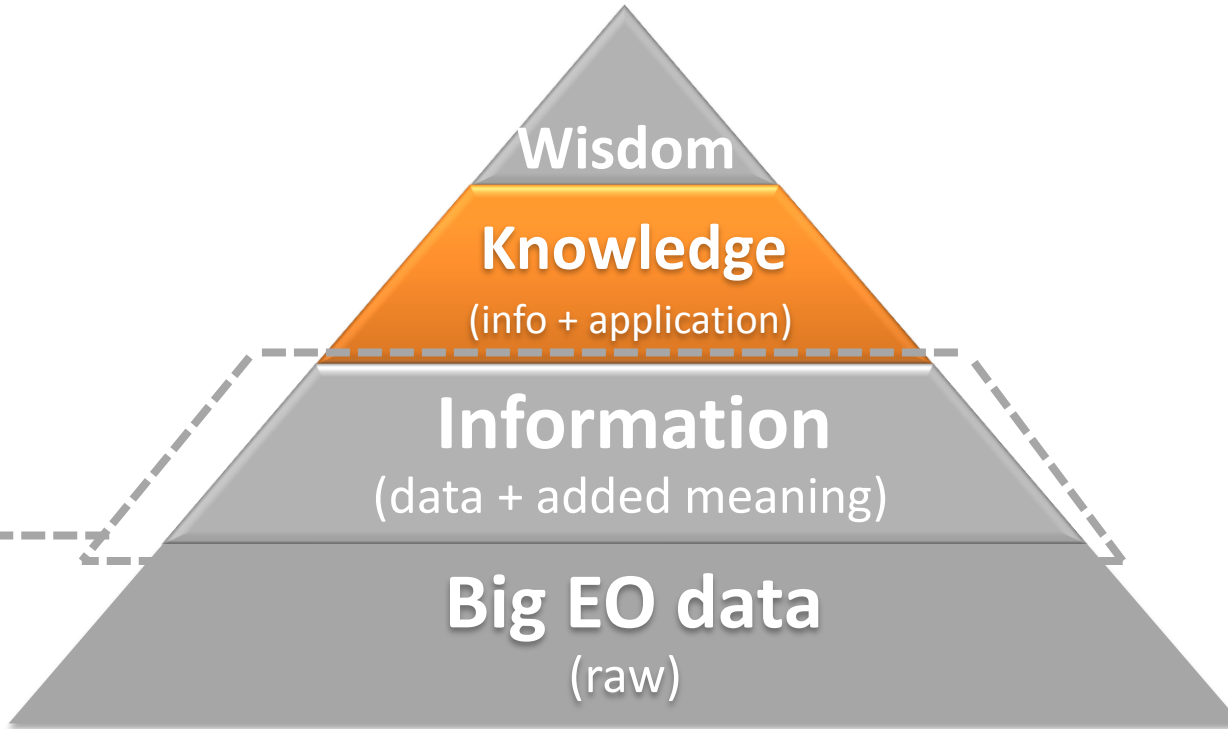 Wisdom
Knowledge
(info + application)
Information
(data + added meaning)
Big EO data
(raw)